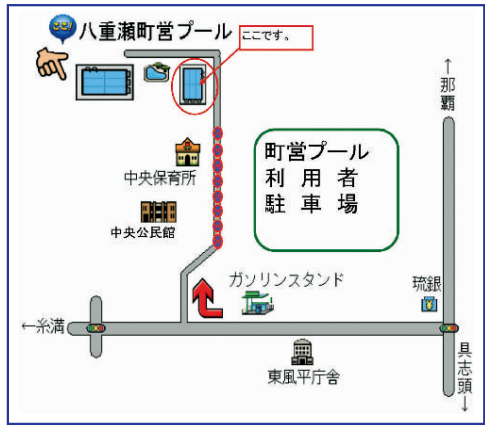 八重瀬町営プール
ここです。
↑
那覇
町営プール
利用者
駐車場
中央保育所
中央公民館
ガソリンスタンド
琉銀
←糸満
東風平庁舎
具志頭
↓